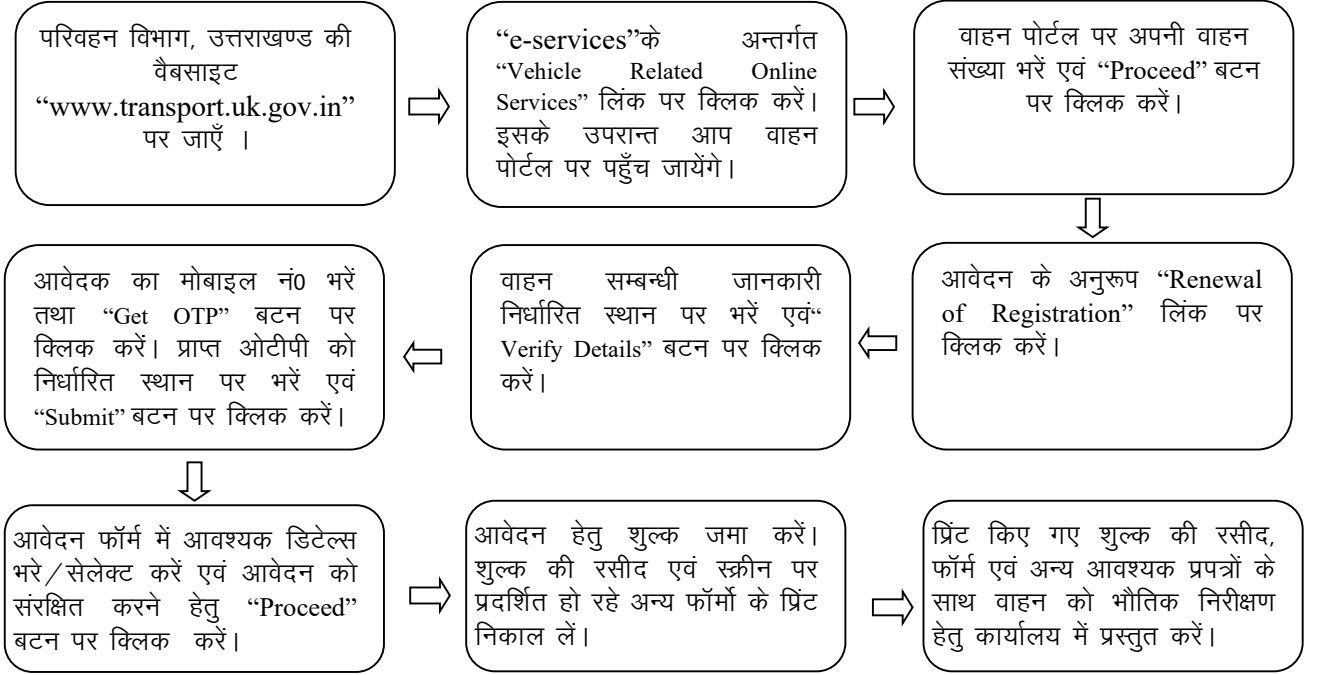 परिवहन विभाग, उत्तराखण्ड की
वैबसाइट
“www.transport.uk.gov.in”
पर जाएँ ।
“e-services”के अन्तर्गत
“Vehicle Related Online
Services” लिंक पर क्लिक करें।
इसके उपरान्त आप वाहन
पोर्टल पर पहुँच जायेंगे।
वाहन पोर्टल पर अपनी वाहन
संख्या भरें एवं “Proceed” बटन
पर क्लिक करें।
आवेदन के अनुरूप “Renewal
of Registration” लिंक पर
क्लिक करें।
वाहन सम्बन्धी जानकारी
निर्धारित स्थान पर भरें एवं“
Verify Details” बटन पर क्लिक
करें।
आवेदक का मोबाइल नं0 भरें
तथा “Get OTP” बटन पर
क्लिक करें। प्राप्त ओटीपी को
निर्धारित स्थान पर भरें एवं
“Submit” बटन पर क्लिक करें।
आवेदन फॉर्म में आवश्यक डिटेल्स
भरे/सेलेक्ट करें एवं आवेदन को
संरक्षित करने हेतु “Proceed”
बटन पर क्लिक करें।
आवेदन हेतु शुल्क जमा करें।
शुल्क की रसीद एवं स्क्रीन पर
प्रदर्शित हो रहे अन्य फॉर्मो के प्रिंट
निकाल लें।
प्रिंट किए गए शुल्क की रसीद,
फॉर्म एवं अन्य आवश्यक प्रपत्रों के
साथ वाहन को भौतिक निरीक्षण
हेतु कार्यालय में प्रस्तुत करें।